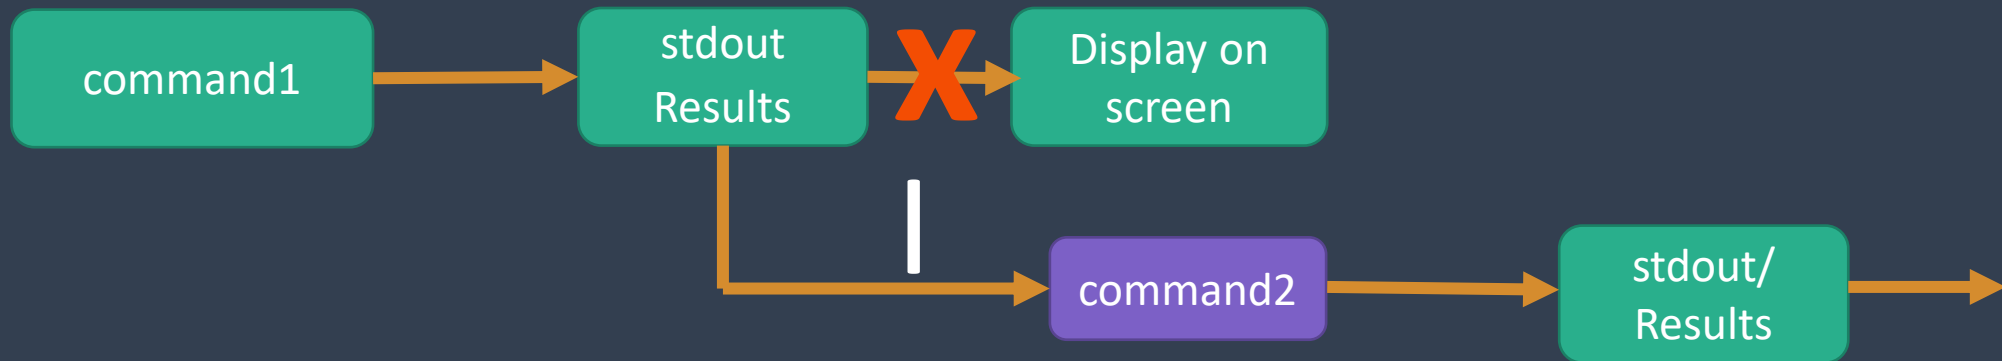 command1
stdout
Results
X
Display on
screen
|
command2
stdout/
Results